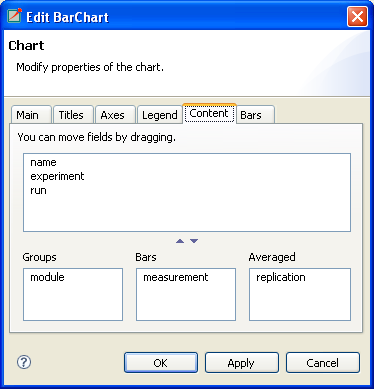 Edit BarChart
Chart
Modify properties of the chart.
Main Titles Axes Legend Content Bars
You can move fields by dragging.
name
experiment
run
Groups Bars Averaged
module measurement replication
? OK Apply Cancel